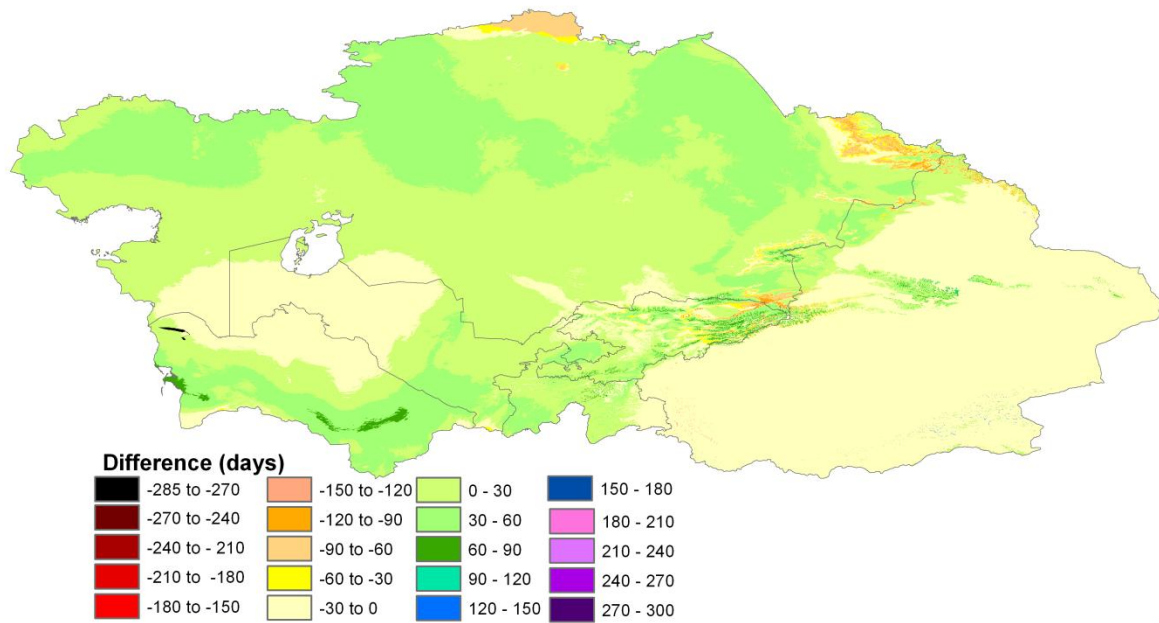 Difference (days)
-285 to -270
-270 to -240
-240 to - 210
-210 to -180
-180 to -150
-150 to -120
-120 to -90
-90 to -60
-60 to -30
-30 to 0
0 - 30
30 - 60
60 - 90
90 - 120
120 - 150
150 - 180
180 - 210
210 - 240
240 - 270
270 - 300